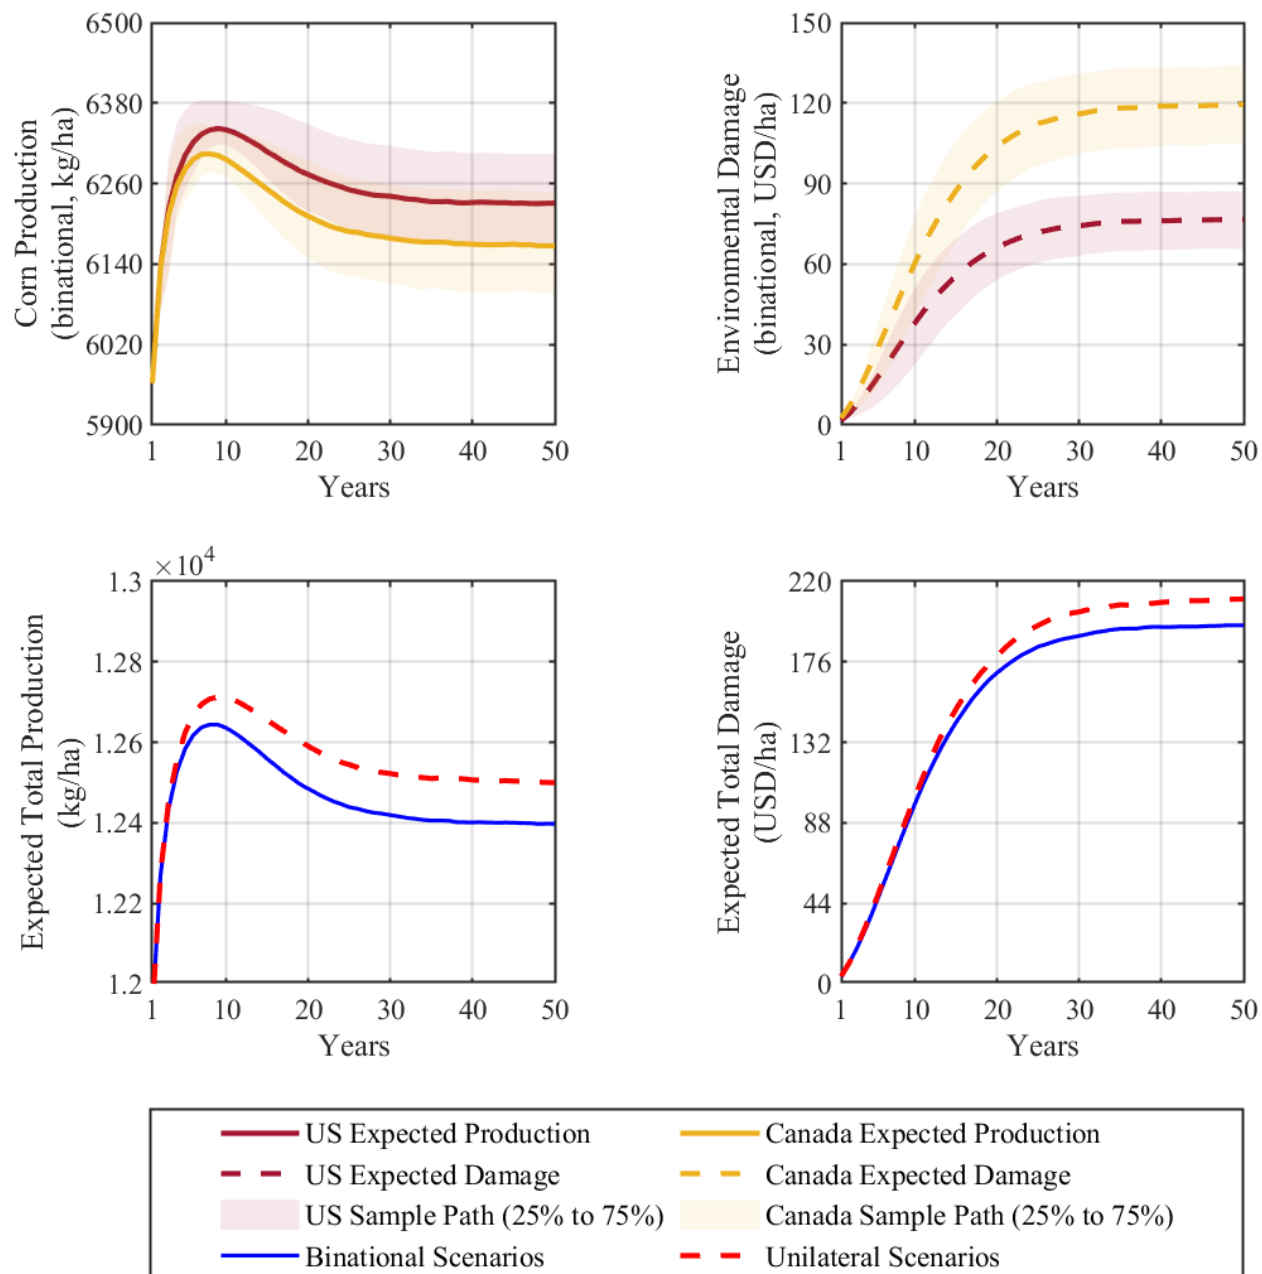 6500
6380
6260
6140
6020
5900
Corn Production
(binational, kg/ha)
1 10 20 30 40 50
Years
150
120
90
60
30
0
Environmental Damage
(binational, USD/ha)
1 10 20 30 40 50
Years
×10⁴
1.3
1.28
1.26
1.24
1.22
1.2
Expected Total Production
(kg/ha)
1 10 20 30 40 50
Years
220
176
132
88
44
0
Expected Total Damage
(USD/ha)
1 10 20 30 40 50
Years
US Expected Production
Canada Expected Production
US Expected Damage
Canada Expected Damage
US Sample Path (25% to 75%)
Canada Sample Path (25% to 75%)
Binational Scenarios
Unilateral Scenarios